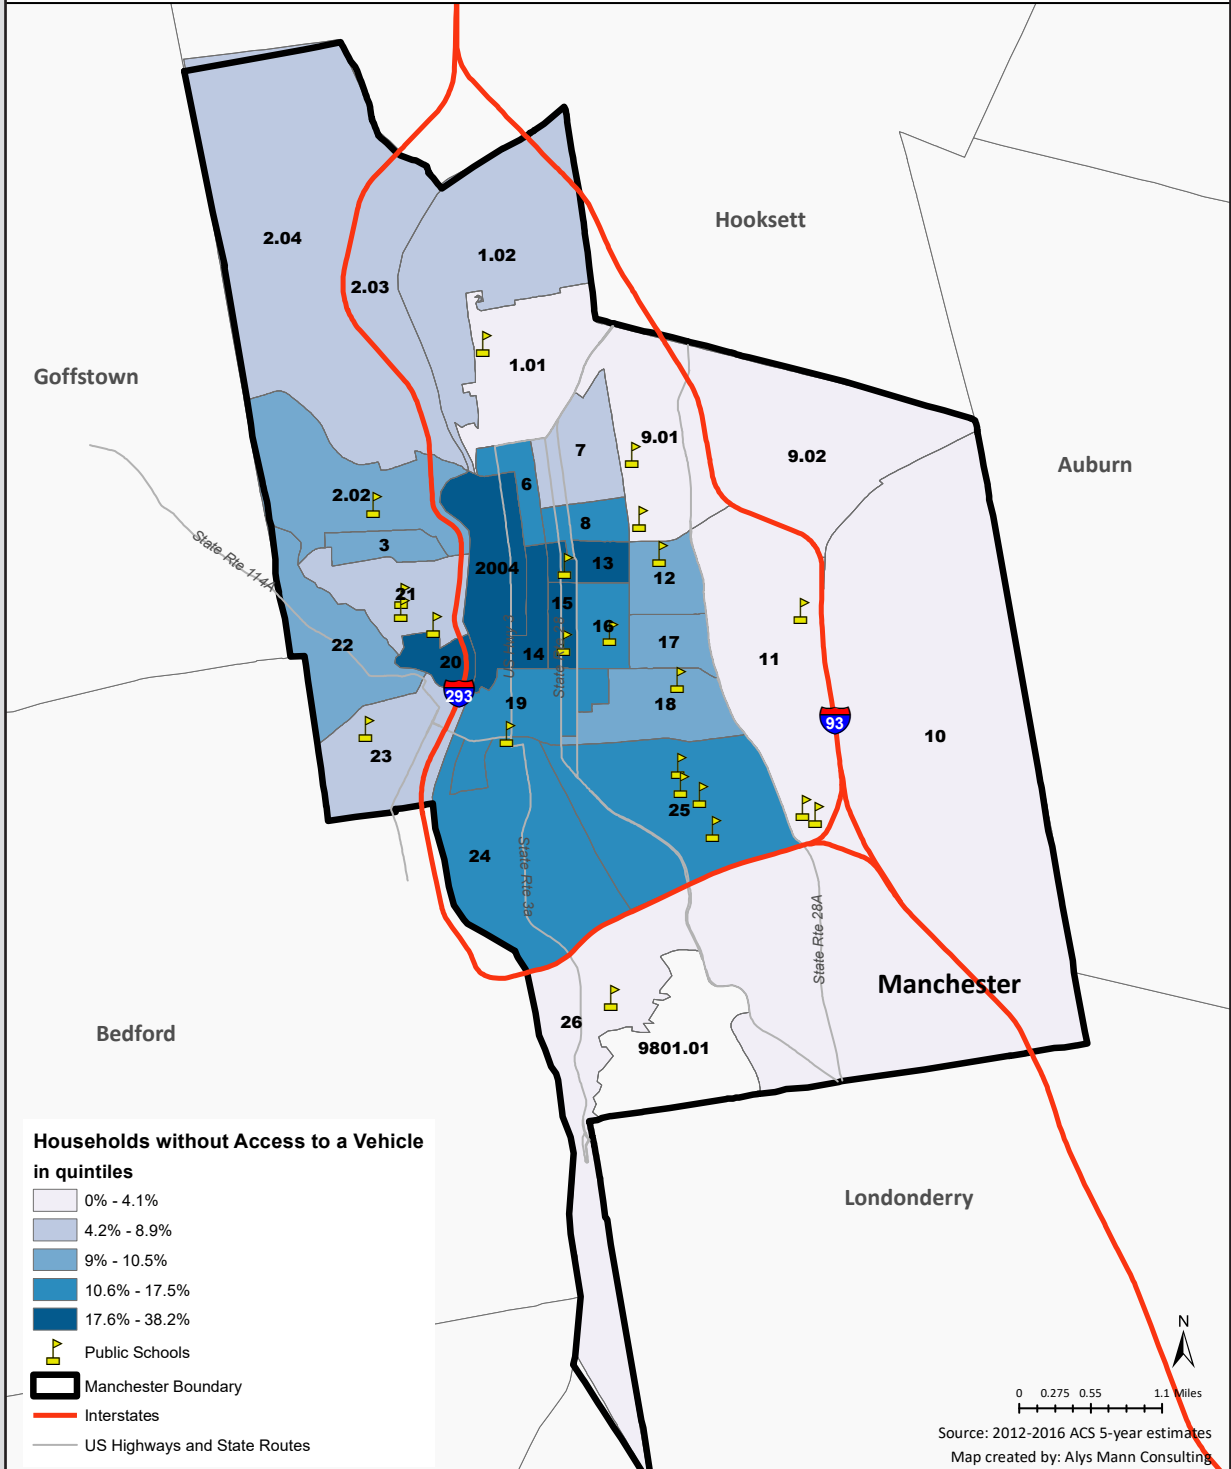 Hooksett
2.04
1.02
2.03
1.01
Goffstown
9.01
7
9.02
Auburn
6
2.02
8
3
State Rte 114A
2004
13
12
21
15
16
22
17
14
11
20
State Rte
293
19
18
93
10
23
25
24
State Rte 3a
State Rte 28A
Manchester
26
Bedford
9801.01
Households without Access to a Vehicle
in quintiles
0% - 4.1%
4.2% - 8.9%
9% - 10.5%
10.6% - 17.5%
17.6% - 38.2%
Public Schools
Manchester Boundary
Interstates
US Highways and State Routes
Londonderry
N
0 0.275 0.55 1.1 Miles
Source: 2012-2016 ACS 5-year estimates
Map created by: Alys Mann Consulting